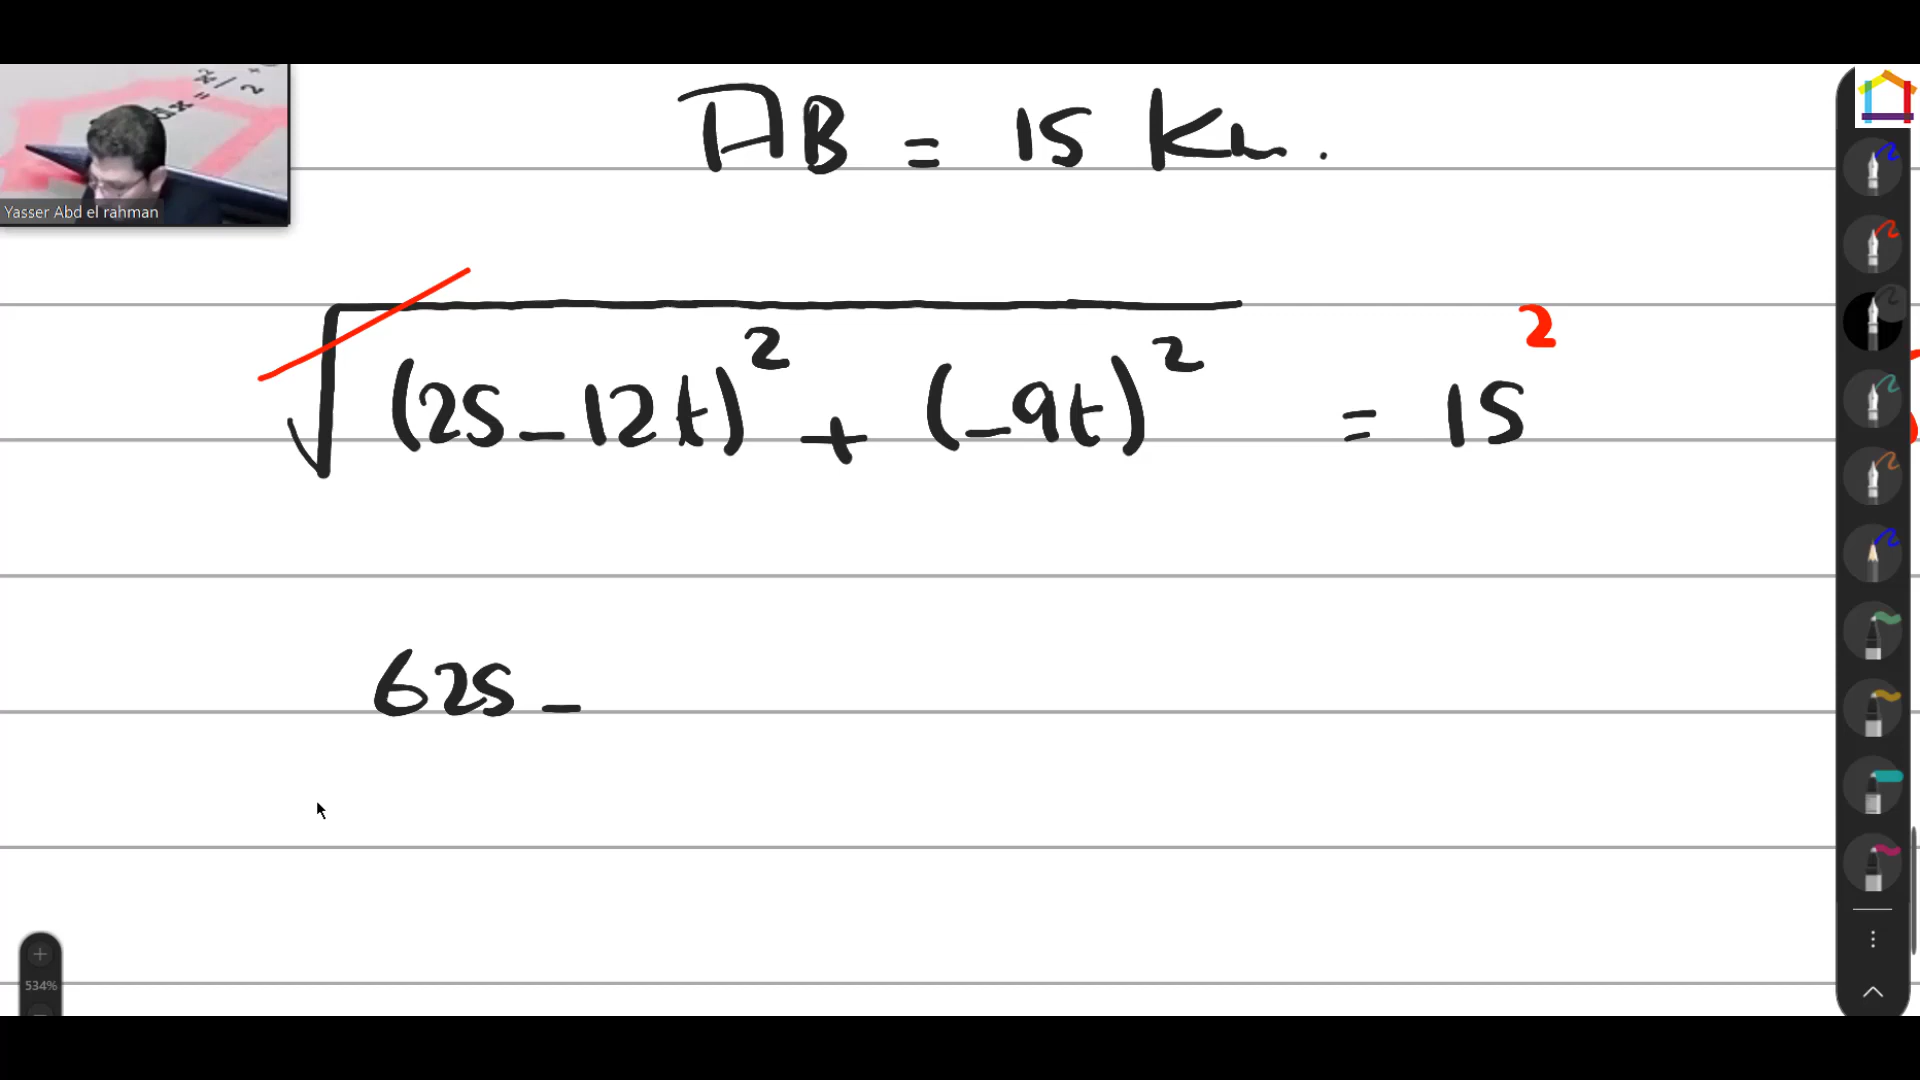 AB = 15 Km.
Yasser Abd el rahman
√(25-12t)² + (-9t)² = 15²
625 -
534%